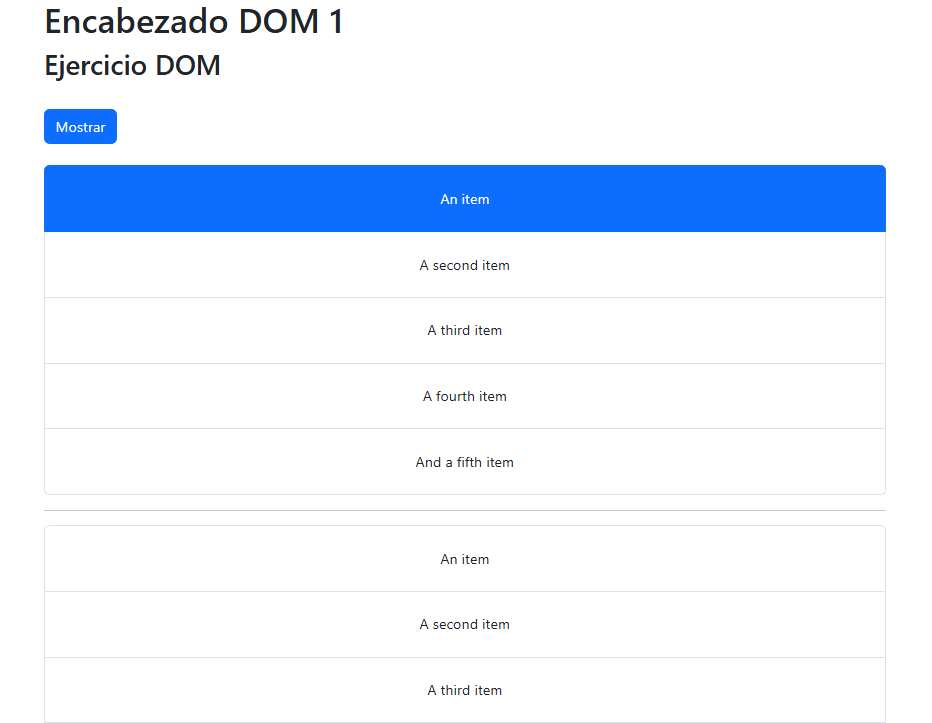 Encabezado DOM 1
Ejercicio DOM
Mostrar
An item
A second item
A third item
A fourth item
And a fifth item
An item
A second item
A third item